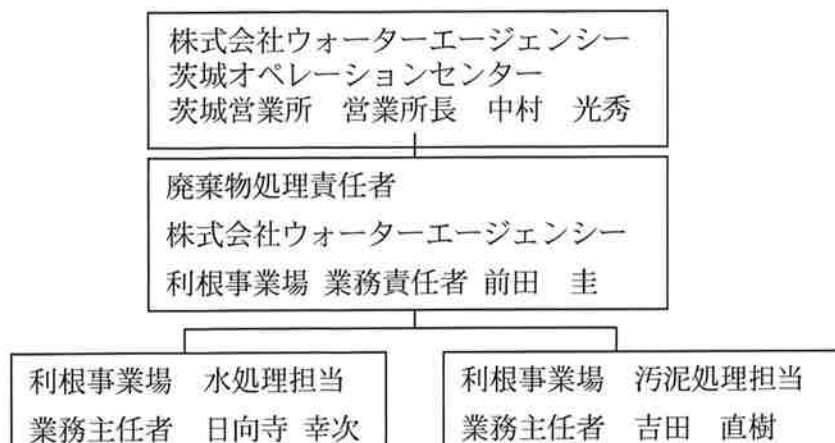 株式会社ウォーターエージェンシー
茨城オペレーションセンター
茨城営業所　営業所長　中村　光秀
廃棄物処理責任者
株式会社ウォーターエージェンシー
利根事業場 業務責任者 前田　圭
利根事業場　水処理担当
業務主任者　日向寺 幸次
利根事業場　汚泥処理担当
業務主任者　吉田　直樹